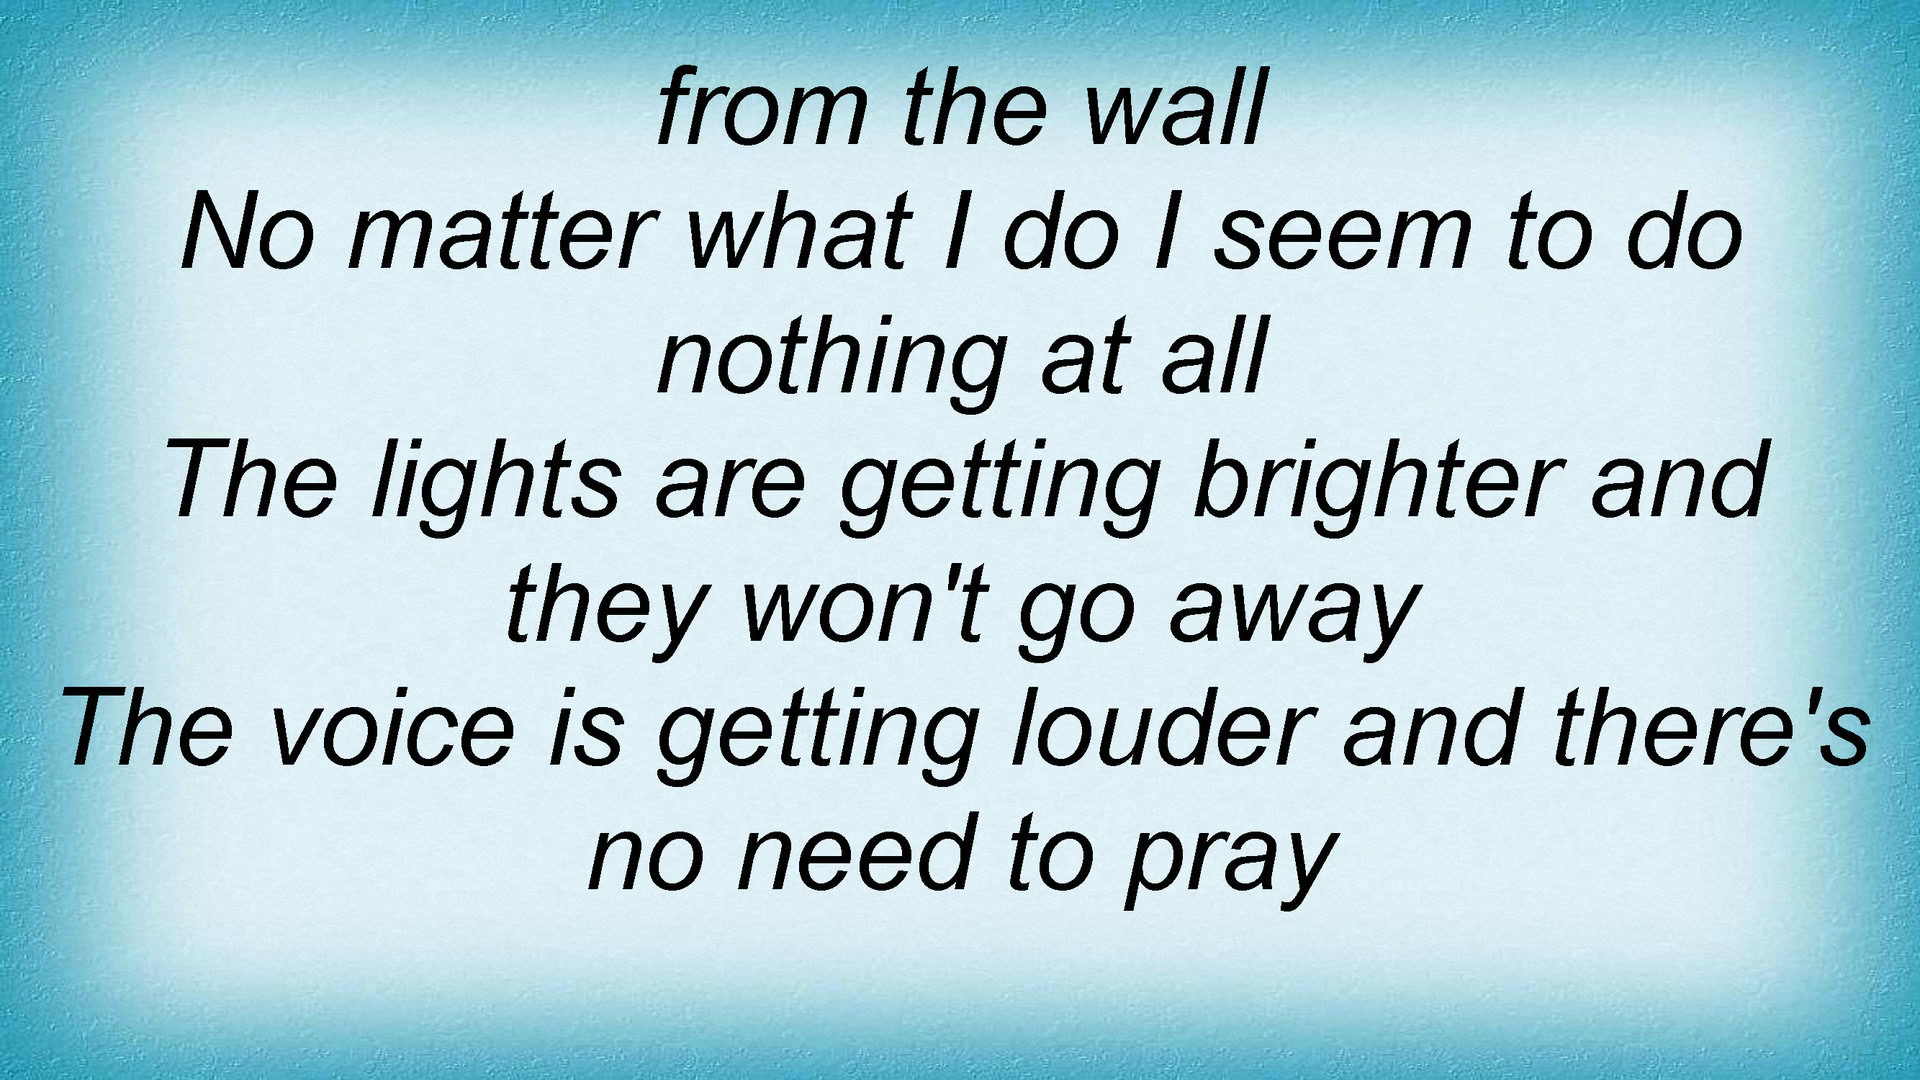 from the wall
No matter what I do I seem to do
nothing at all
The lights are getting brighter and
they won't go away
The voice is getting louder and there's
no need to pray